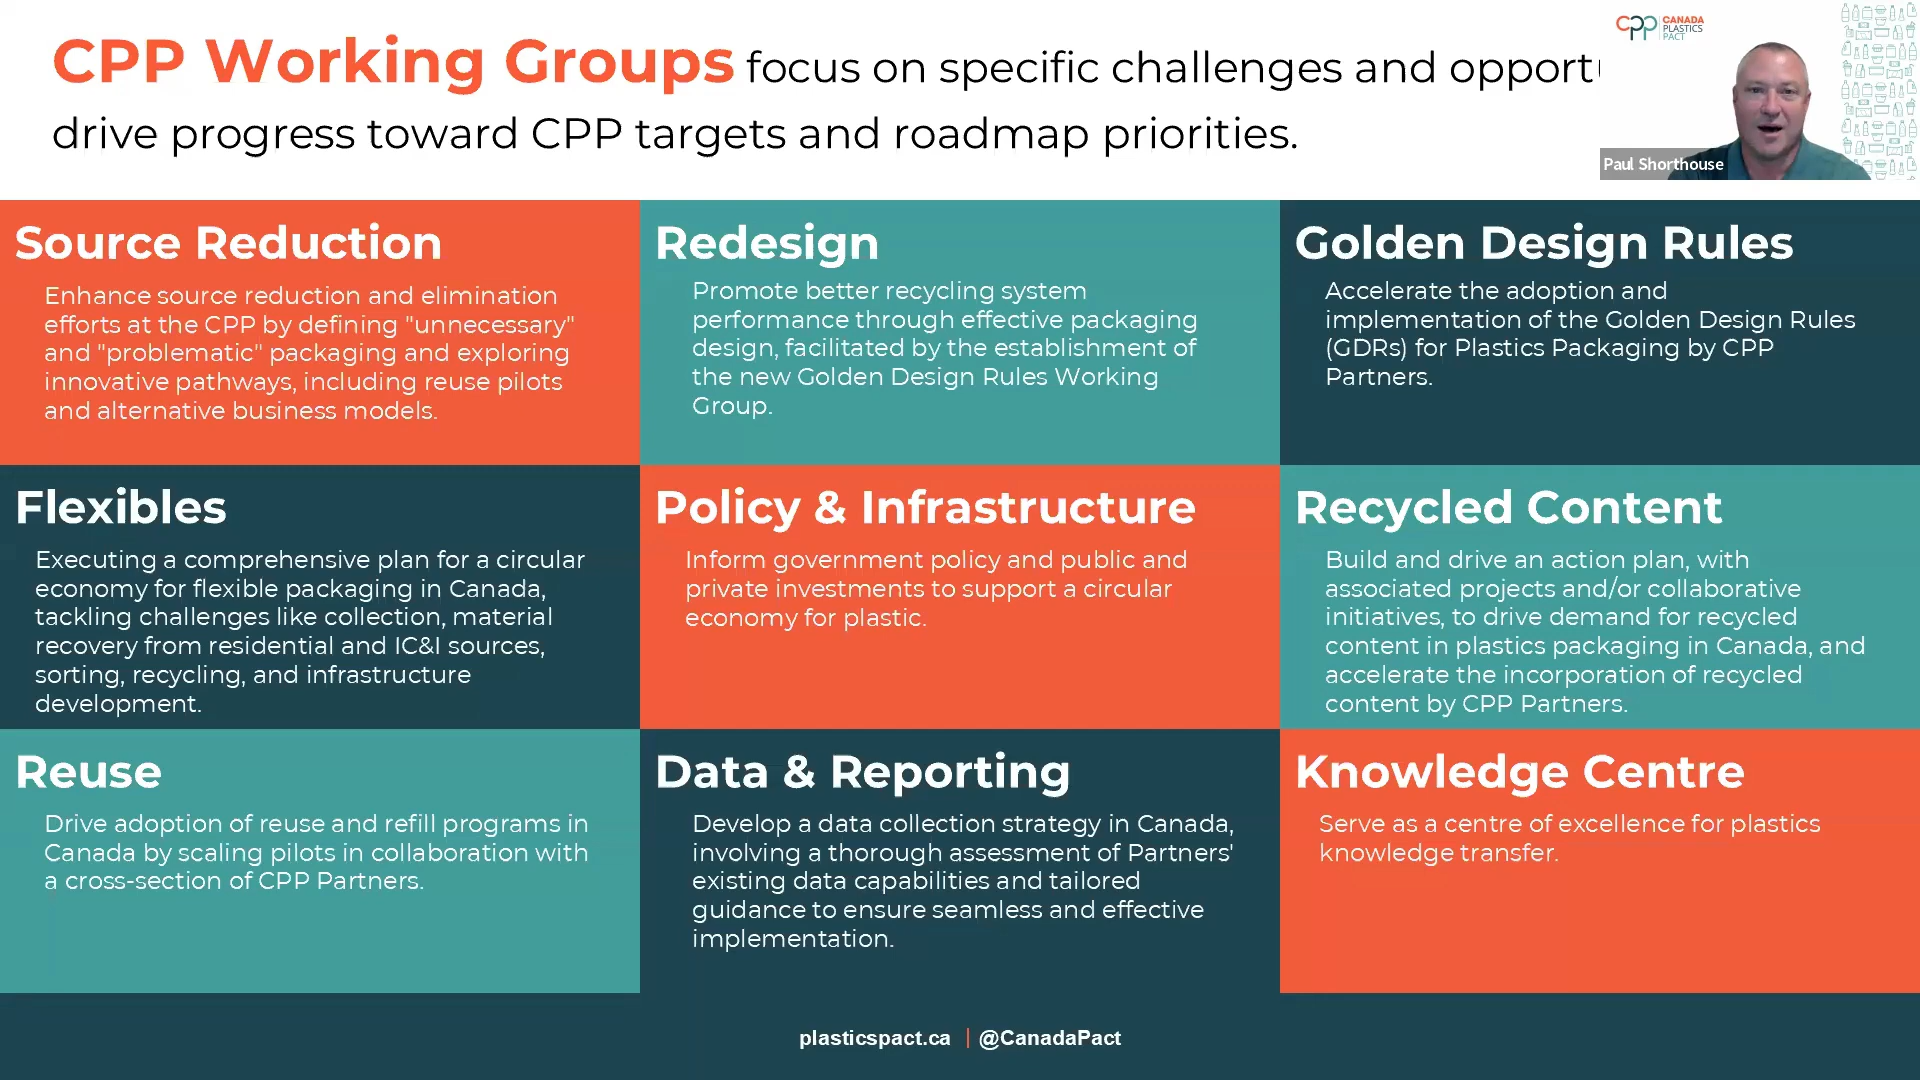 CPP Working Groups focus on specific challenges and
drive progress toward CPP targets and roadmap priorities.
CPP
CANADA
PLASTICS
PACT
Paul Shorthouse
Source Reduction
Enhance source reduction and elimination
efforts at the CPP by defining "unnecessary"
and "problematic" packaging and exploring
innovative pathways, including reuse pilots
and alternative business models.
Redesign
Promote better recycling system
performance through effective packaging
design, facilitated by the establishment of
the new Golden Design Rules Working
Group.
Golden Design Rules
Accelerate the adoption and
implementation of the Golden Design Rules
(GDRs) for Plastics Packaging by CPP
Partners.
Flexibles
Executing a comprehensive plan for a circular
economy for flexible packaging in Canada,
tackling challenges like collection, material
recovery from residential and IC&I sources,
sorting, recycling, and infrastructure
development.
Policy & Infrastructure
Inform government policy and public and
private investments to support a circular
economy for plastic.
Recycled Content
Build and drive an action plan, with
associated projects and/or collaborative
initiatives, to drive demand for recycled
content in plastics packaging in Canada, and
accelerate the incorporation of recycled
content by CPP Partners.
Reuse
Drive adoption of reuse and refill programs in
Canada by scaling pilots in collaboration with
a cross-section of CPP Partners.
Data & Reporting
Develop a data collection strategy in Canada,
involving a thorough assessment of Partners'
existing data capabilities and tailored
guidance to ensure seamless and effective
implementation.
Knowledge Centre
Serve as a centre of excellence for plastics
knowledge transfer.
plasticspact.ca | @CanadaPact